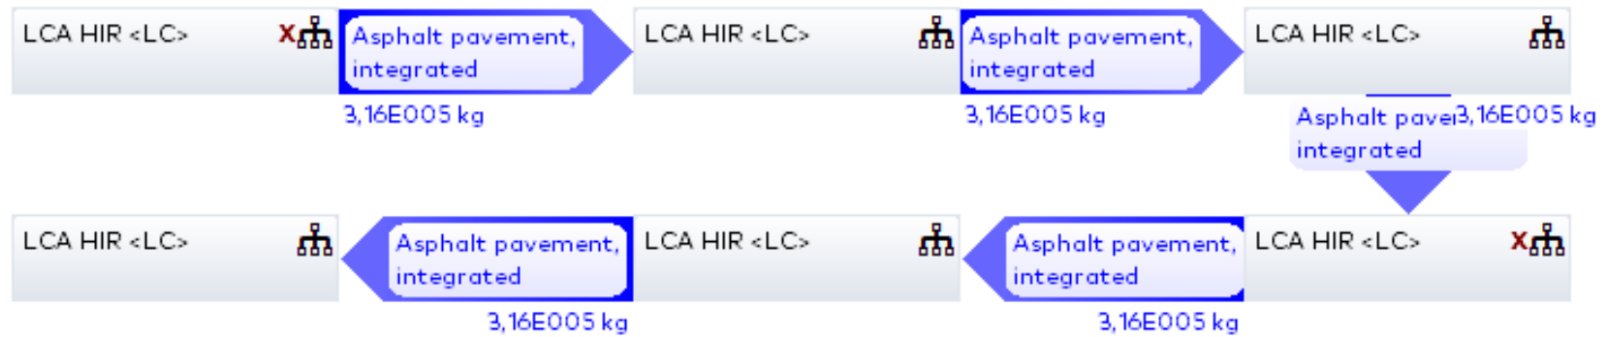 LCA HIR <LC>
X
Asphalt pavement,
integrated
3,16E005 kg
LCA HIR <LC>
Asphalt pavement,
integrated
3,16E005 kg
LCA HIR <LC>
Asphalt pave
integrated
3,16E005 kg
LCA HIR <LC>
X
Asphalt pavement,
integrated
3,16E005 kg
LCA HIR <LC>
Asphalt pavement,
integrated
3,16E005 kg
LCA HIR <LC>